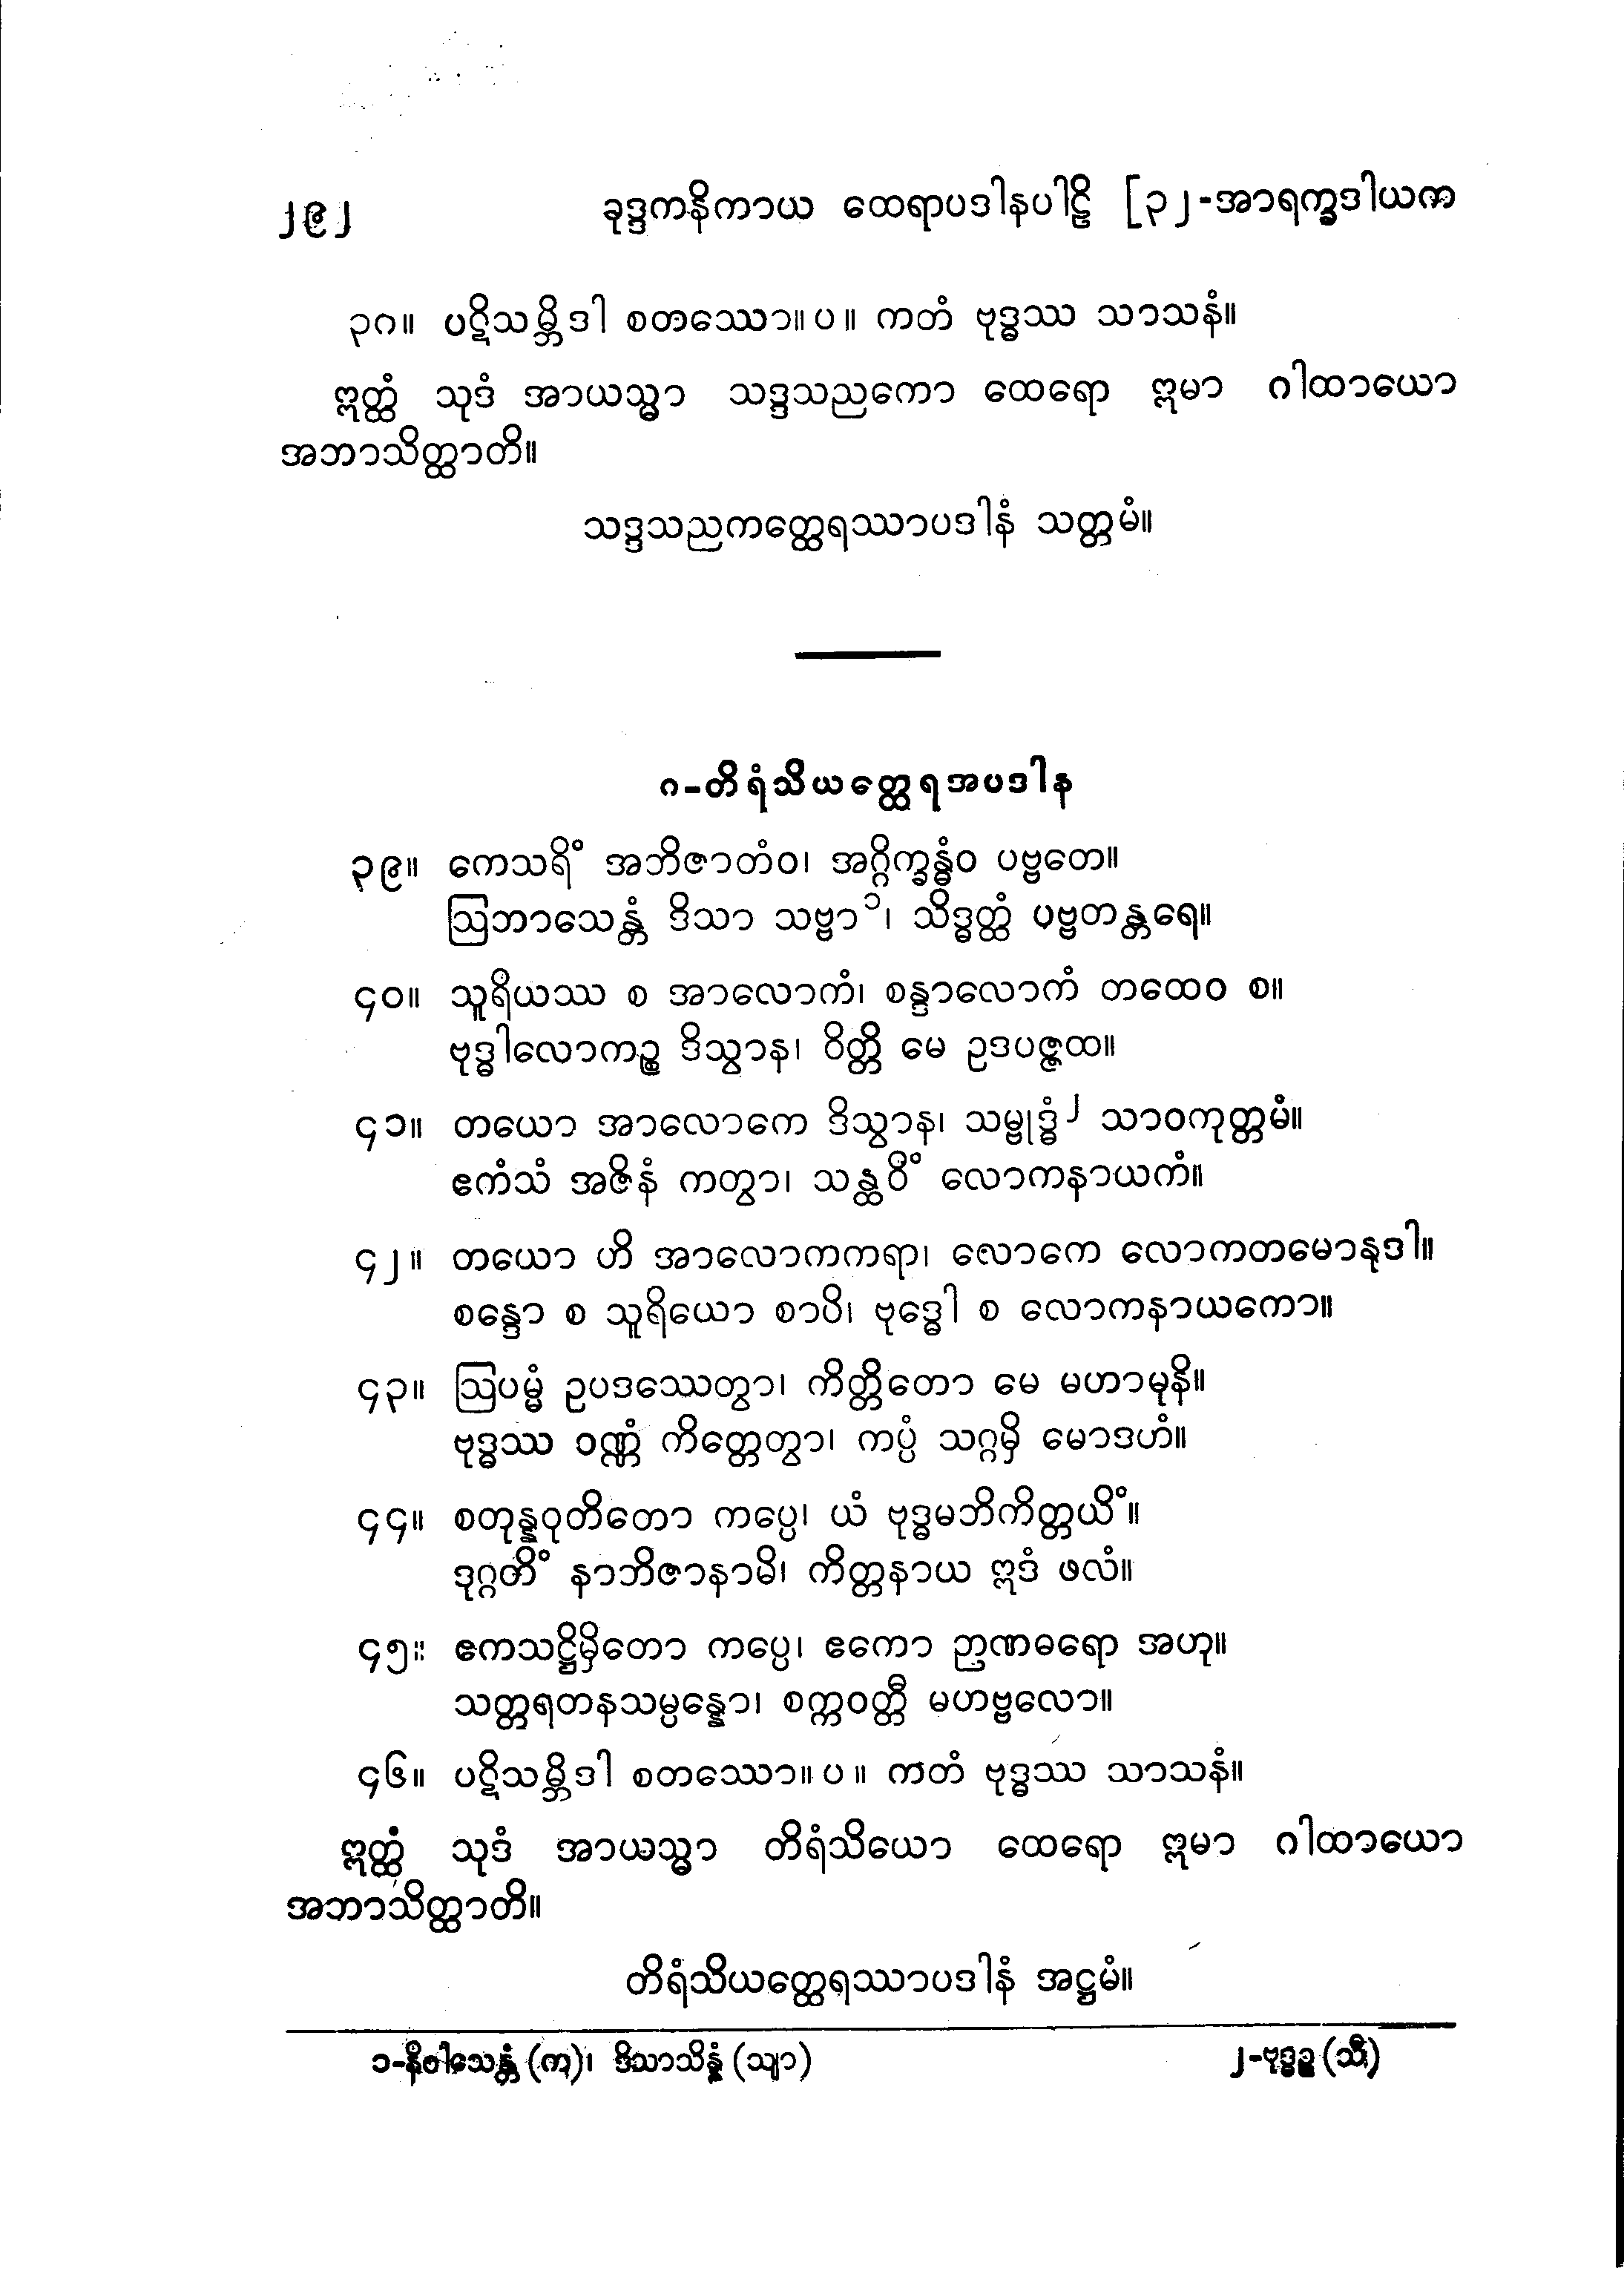 ၂၉၂ ခုဒ္ဒကနိကာယ ထေရာပဒါနပါဠိ [၃၂-အာရက္ခဒါယက
၃၈။ ပဋိသမ္ဘိဒါ စတဿော။ပ။ ကတံ ဗုဒ္ဓဿ သာသနံ။
ဣတ္ထံ သုဒံ အာယသ္မာ သဒ္ဒသညကော ထေရော ဣမာ ဂါထာယော
အဘာသိတ္ထာတိ။
သဒ္ဒသညကတ္ထေရဿာပဒါနံ သတ္တမံ။
၈-တိရံသိယတ္ထေရအပဒါန
၃၉။ ကေသရိံ အဘိဇာတံဝ၊ အဂ္ဂိက္ခန္ဓံဝ ပဗ္ဗတေ။
ဩဘာသေန္တံ ဒိသာ သဗ္ဗာ၁၊ သိဒ္ဓတ္ထံ ပဗ္ဗတန္တရေ။
၄၀။ သူရိယဿ စ အာလောကံ၊ စန္ဒာလောကံ တထေဝ စ။
ဗုဒ္ဓါလောကဉ္စ ဒိသွာန၊ ဝိတ္တိ မေ ဥဒပဇ္ဇထ။
၄၁။ တယော အာလောကေ ဒိသွာန၊ သမ္ဗုဒ္ဓံ၂ သာဝကုတ္တမံ။
ဧကံသံ အဇိနံ ကတွာ၊ သန္ထဝိံ လောကနာယကံ။
၄၂။ တယော ဟိ အာလောကကရာ၊ လောကေ လောကတမောနုဒါ။
စန္ဒော စ သူရိယော စာပိ၊ ဗုဒ္ဓေါ စ လောကနာယကော။
၄၃။ ဩပမ္မံ ဥပဒဿေတွာ၊ ကိတ္တိတော မေ မဟာမုနိ။
ဗုဒ္ဓဿ ဝဏ္ဏံ ကိတ္တေတွာ၊ ကပ္ပံ သဂ္ဂမှိ မောဒဟံ။
၄၄။ စတုန္နဝုတိတော ကပ္ပေ၊ ယံ ဗုဒ္ဓမဘိကိတ္တယိံ။
ဒုဂ္ဂတိံ နာဘိဇာနာမိ၊ ကိတ္တနာယ ဣဒံ ဖလံ။
၄၅။ ဧကသဋ္ဌိမှိတော ကပ္ပေ၊ ဧကော ဉာဏဓရော အဟု။
သတ္တရတနသမ္ပန္နော၊ စက္ကဝတ္တီ မဟဗ္ဗလော။
၄၆။ ပဋိသမ္ဘိဒါ စတဿော။ပ။ ကတံ ဗုဒ္ဓဿ သာသနံ။
ဣတ္ထံ သုဒံ အာယသ္မာ တိရံသိယော ထေရော ဣမာ ဂါထာယော
အဘာသိတ္ထာတိ။
တိရံသိယတ္ထေရဿာပဒါနံ အဋ္ဌမံ။
၁-နိဝါသေန္တံ (က)၊ ဒိသာသိန္နံ (သျာ) ၂-ဗုဒ္ဓဉ္စ (သီ)